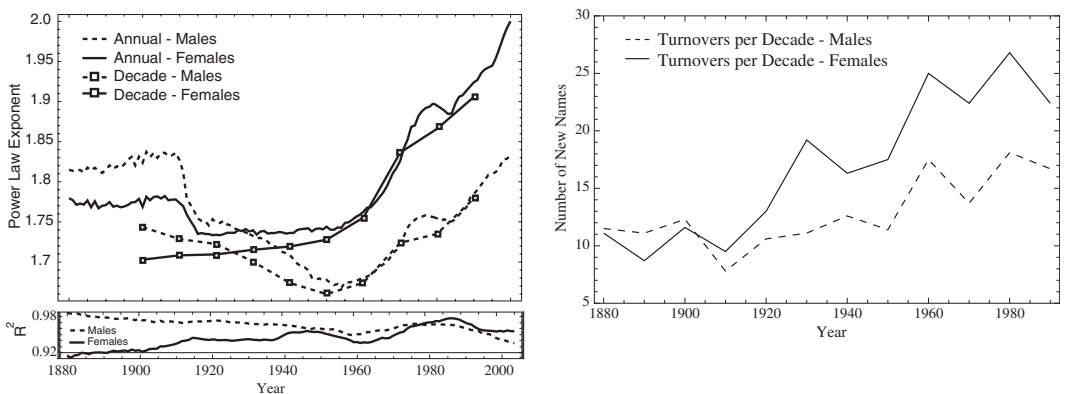 2.0
1.95
1.9
1.85
1.8
1.75
1.7
Power Law Exponent
Annual - Males
Annual - Females
Decade - Males
Decade - Females
0.98
0.92
R2
Males
Females
1880 1900 1920 1940 1960 1980 2000
Year
30
25
20
15
10
5
Number of New Names
Turnovers per Decade - Males
Turnovers per Decade - Females
1880 1900 1920 1940 1960 1980
Year